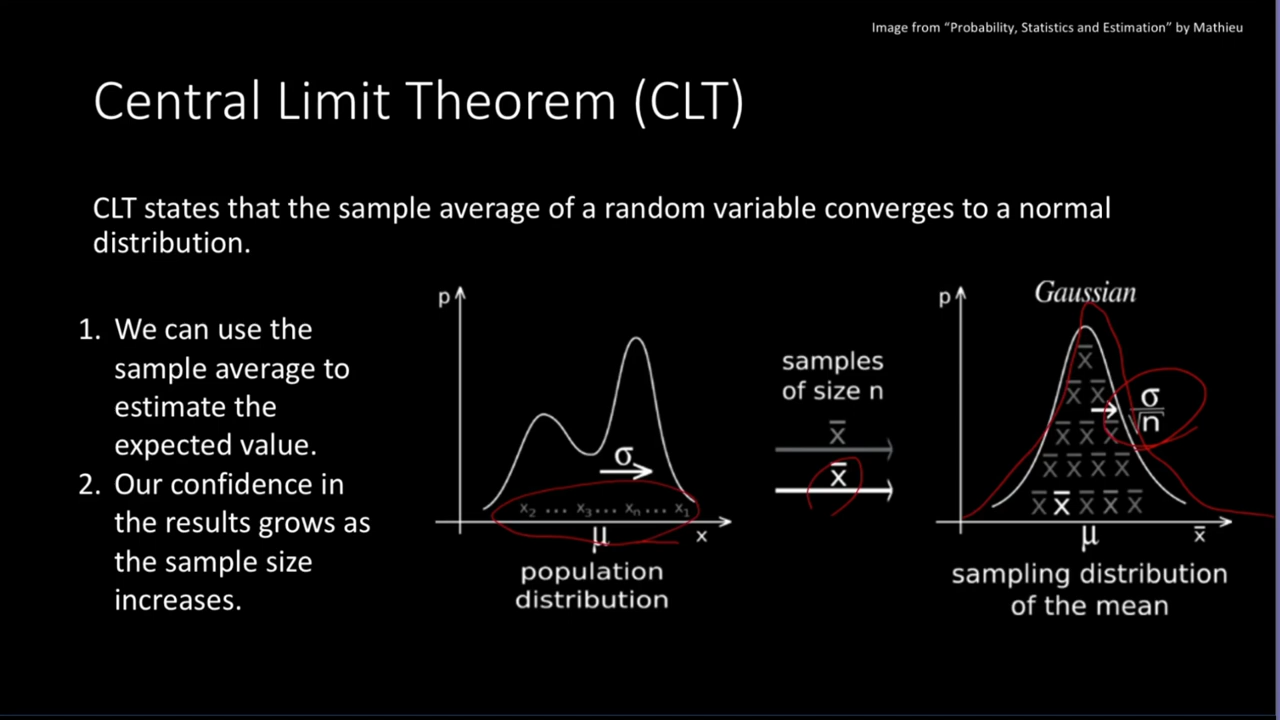 Image from “Probability, Statistics and Estimation” by Mathieu
Central Limit Theorem (CLT)
CLT states that the sample average of a random variable converges to a normal
distribution.
1. We can use the
sample average to
estimate the
expected value.
2. Our confidence in
the results grows as
the sample size
increases.
p
σ
x₂ ... x₃... xₙ... x₁
μ
x
population
distribution
samples
of size n
x̅
x̅
p
Gaussian
x̅
x̅ x̅
σ
√n
x̅ x̅ x̅
x̅ x̅ x̅ x̅
x̅ x̅ x̅ x̅ x̅
μ
x̅
sampling distribution
of the mean